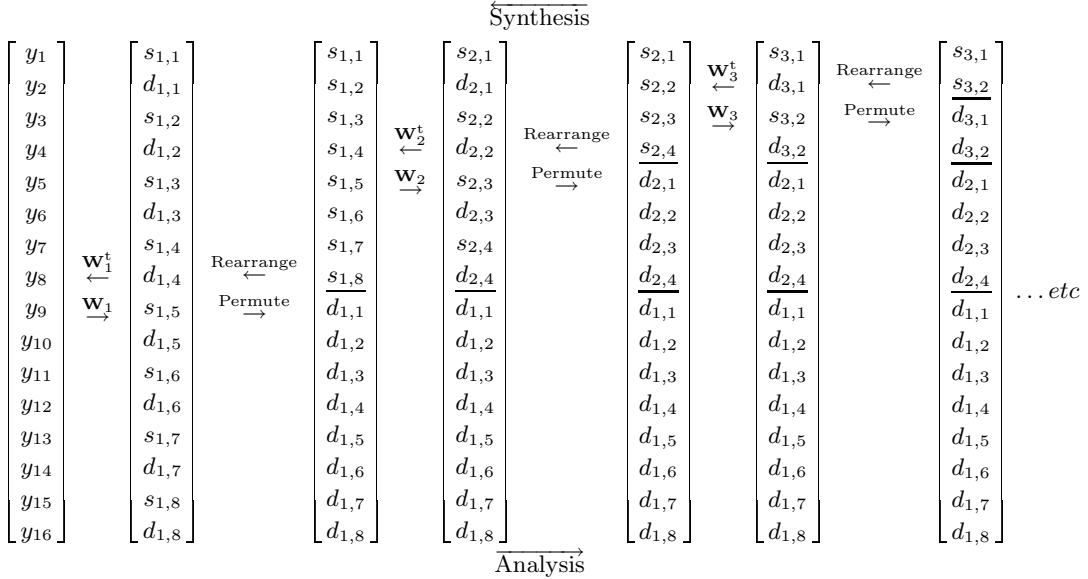 Synthesis
y₁ s₁,₁ s₁,₁ s₂,₁ s₂,₁ s₃,₁ s₃,₁
y₂ d₁,₁ s₁,₂ d₂,₁ s₂,₂ W₃ᵗ ← d₃,₁ Rearrange ← s₃,₂
y₃ s₁,₂ s₁,₃ s₂,₂ s₂,₃ W₃ → s₃,₂ Permute → d₃,₁
y₄ d₁,₂ s₁,₄ W₂ᵗ ← d₂,₂ Rearrange ← s₂,₄ d₃,₂ d₃,₂
y₅ s₁,₃ s₁,₅ W₂ → s₂,₃ Permute → d₂,₁ d₂,₁ d₂,₁
y₆ d₁,₃ s₁,₆ d₂,₃ d₂,₂ d₂,₂ d₂,₂
y₇ s₁,₄ s₁,₇ s₂,₄ d₂,₃ d₂,₃ d₂,₃
y₈ W₁ᵗ ← d₁,₄ Rearrange ← s₁,₈ d₂,₄ d₂,₄ d₂,₄ d₂,₄
y₉ W₁ → s₁,₅ Permute → d₁,₁ d₁,₁ d₁,₁ d₁,₁ d₁,₁ ...etc
y₁₀ d₁,₅ d₁,₂ d₁,₂ d₁,₂ d₁,₂ d₁,₂
y₁₁ s₁,₆ d₁,₃ d₁,₃ d₁,₃ d₁,₃ d₁,₃
y₁₂ d₁,₆ d₁,₄ d₁,₄ d₁,₄ d₁,₄ d₁,₄
y₁₃ s₁,₇ d₁,₅ d₁,₅ d₁,₅ d₁,₅ d₁,₅
y₁₄ d₁,₇ d₁,₆ d₁,₆ d₁,₆ d₁,₆ d₁,₆
y₁₅ s₁,₈ d₁,₇ d₁,₇ d₁,₇ d₁,₇ d₁,₇
y₁₆ d₁,₈ d₁,₈ d₁,₈ d₁,₈ d₁,₈ d₁,₈
Analysis